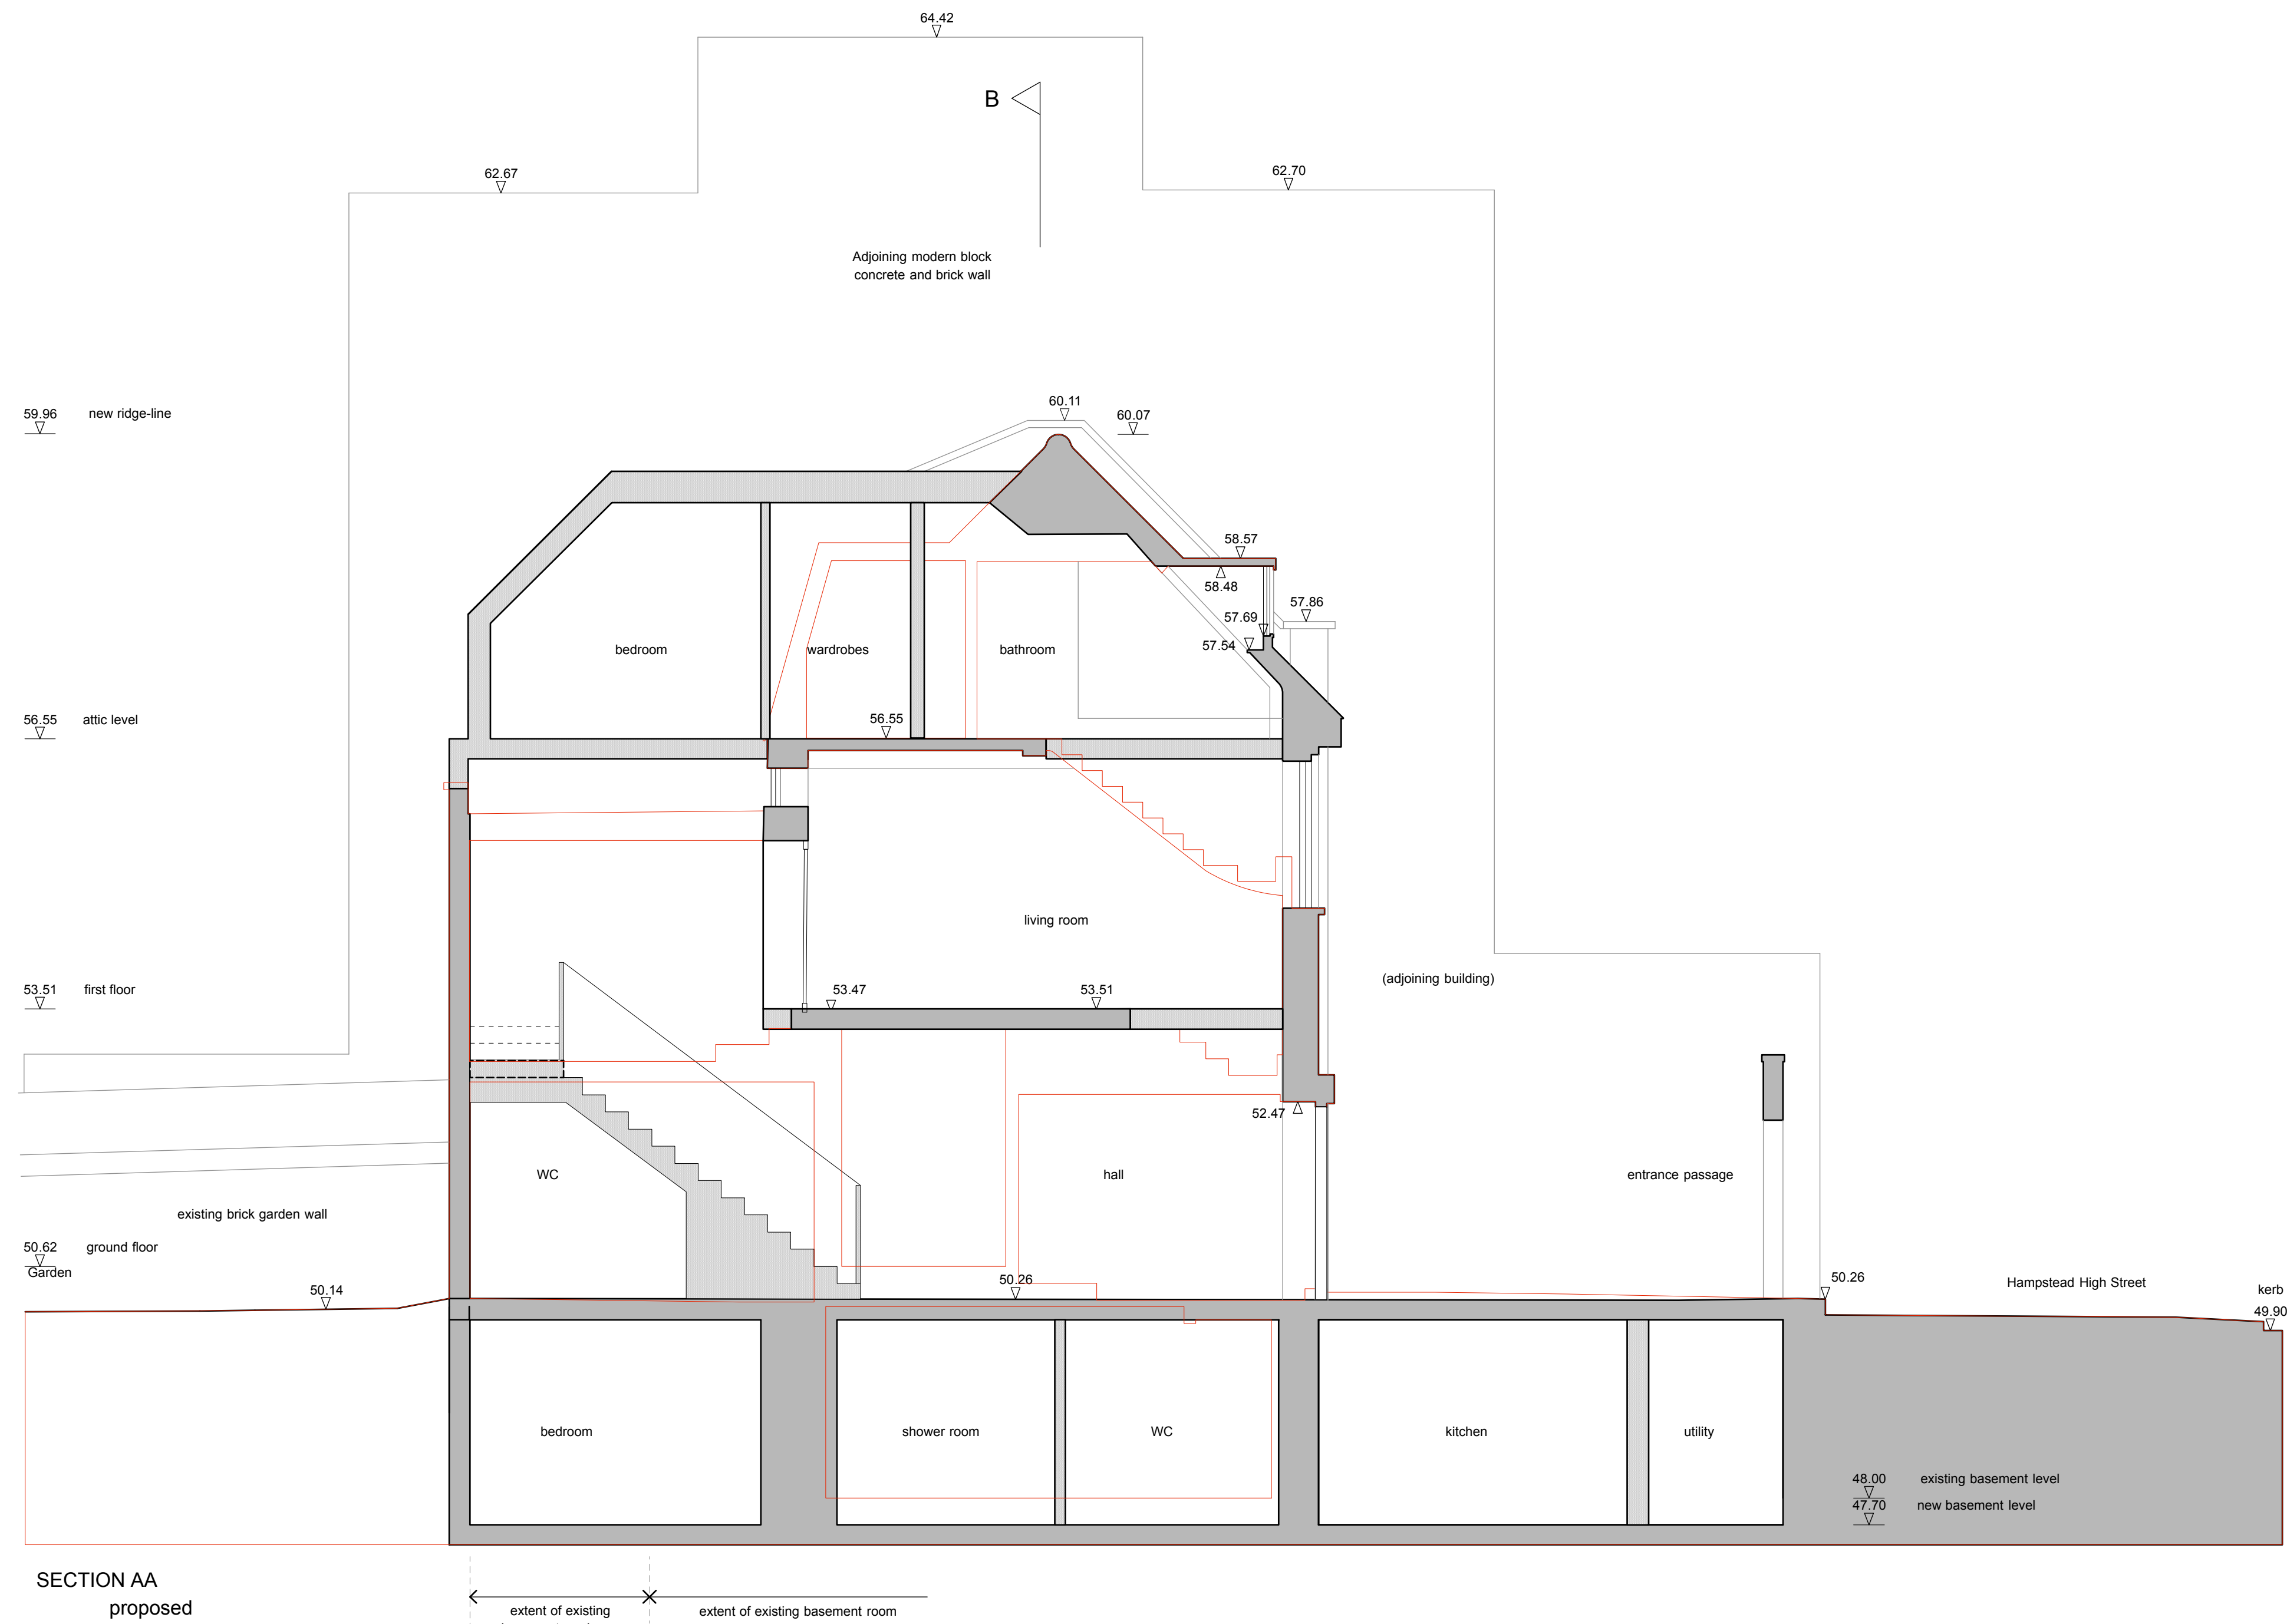 64.42
B
62.67
62.70
Adjoining modern block
concrete and brick wall
60.11
60.07
59.96 new ridge-line
58.57
58.48
57.86
57.69
57.54
bedroom
wardrobes
bathroom
56.55 attic level
56.55
living room
(adjoining building)
53.51 first floor
53.47
53.51
52.47
WC
hall
entrance passage
existing brick garden wall
50.62 ground floor
Garden
50.14
50.26
50.26
Hampstead High Street
kerb
49.90
bedroom
shower room
WC
kitchen
utility
48.00 existing basement level
47.70 new basement level
SECTION AA
proposed
extent of existing
extent of existing basement room